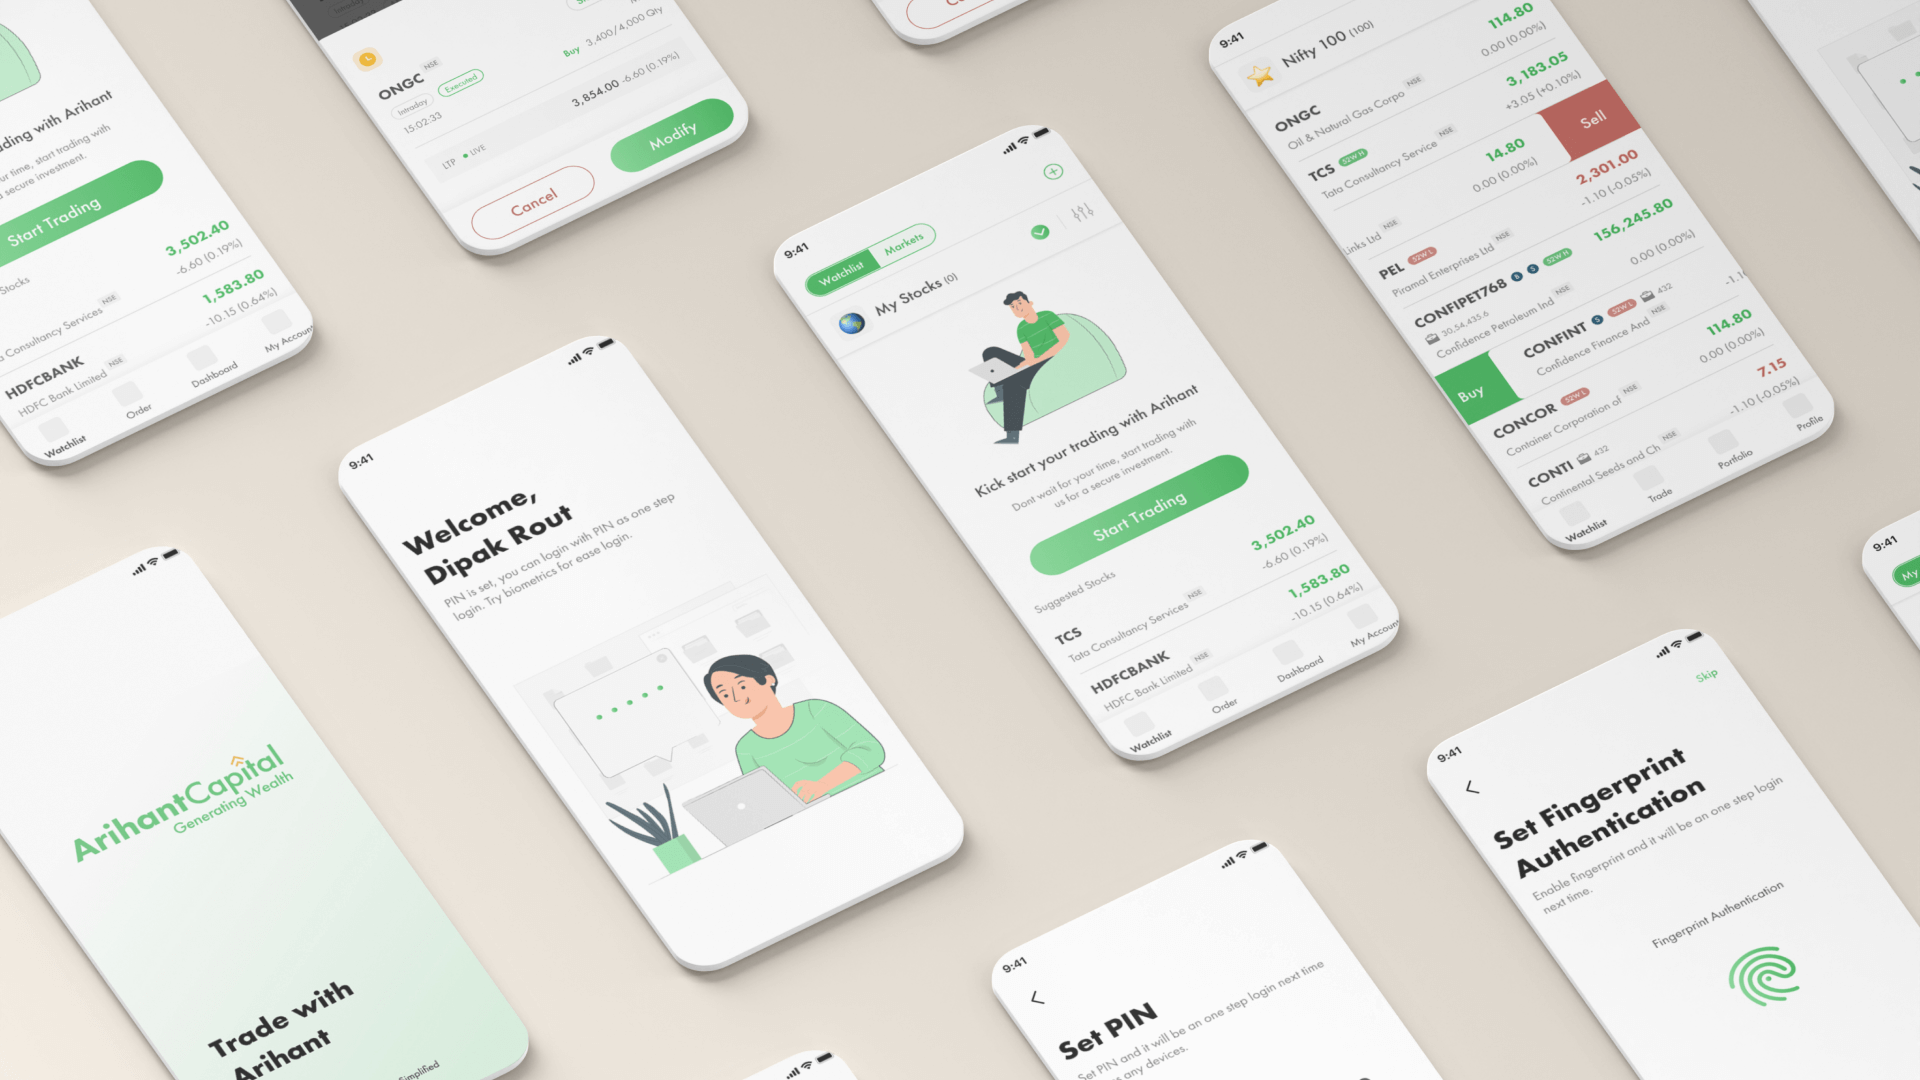 ding with Arihant
ur time, start trading with
a secure investment.
Start Trading
Stocks
3,502.40
-6.60 (0.19%)
Consultancy Services NSE
1,583.80
-10.15 (0.64%)
HDFCBANK NSE
HDFC Bank Limited
Watchlist
Order
Dashboard
My Accoun
ONGC NSE
Intraday Executed
Buy 3,400/4,000 Qty
15:02:33
3,854.00 -6.60 (0.19%)
LTP LIVE
Cancel
Modify
9:41
Watchlist
Markets
My Stocks (0)
Kick start your trading with Arihant
Dont wait for your time, start trading with
us for a secure investment.
Start Trading
Suggested Stocks
3,502.40
-6.60 (0.19%)
TCS
Tata Consultancy Services NSE
1,583.80
-10.15 (0.64%)
HDFCBANK NSE
HDFC Bank Limited
Watchlist
Order
Dashboard
My Accoun
9:41
Nifty 100 (100)
114.80
0.00 (0.00%)
ONGC
Oil & Natural Gas Corpo NSE
3,183.05
+3.05 (+0.10%)
TCS 52W H
Tata Consultancy Service NSE
14.80
0.00 (0.00%)
Sell
Links Ltd NSE
2,301.00
-1.10 (-0.05%)
PEL 52W L
Piramal Enterprises Ltd NSE
156,245.80
0.00 (0.00%)
CONFIPET768 B S 52W H
30,54,435.6
Confidence Petroleum Ind NSE
Buy
CONFINT S 52W L 432
Confidence Finance And NSE
-1.1
114.80
0.00 (0.00%)
CONCOR 52W L
Container Corporation of NSE
7.15
-1.10 (-0.05%)
CONTI 432
Continental Seeds and Ch NSE
Watchlist
Trade
Portfolio
Profile
9:41
Welcome,
Dipak Rout
PIN is set, you can login with PIN as one step
login. Try biometrics for ease login.
ArihantCapital
Generating Wealth
Trade with
Arihant
Simplified
9:41
Set PIN
Set PIN and it will be an one step login next time
any devices.
9:41
Skip
Set Fingerprint
Authentication
Enable fingerprint and it will be an one step login
next time.
Fingerprint Authentication
9:41
My